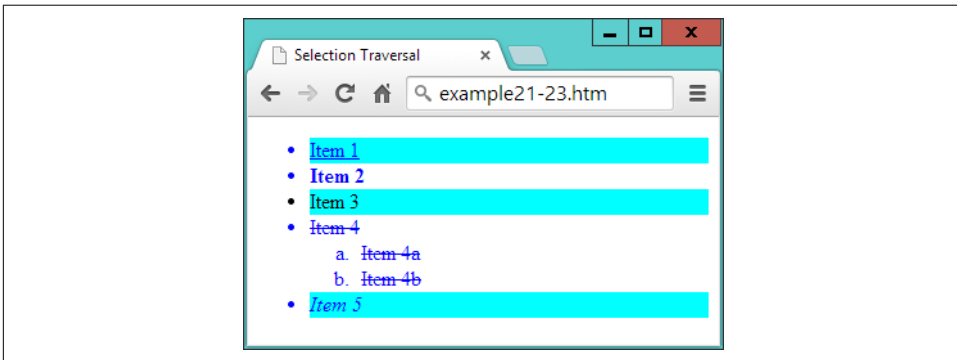 Selection Traversal
example21-23.htm
• Item 1
• Item 2
• Item 3
• Item 4
a. Item 4a
b. Item 4b
• Item 5